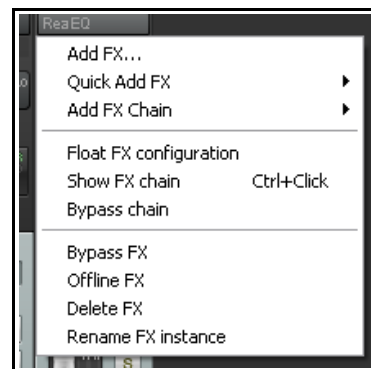 ReaEQ
Add FX...
Quick Add FX
Add FX Chain
Float FX configuration
Show FX chain Ctrl+Click
Bypass chain
Bypass FX
Offline FX
Delete FX
Rename FX instance
S